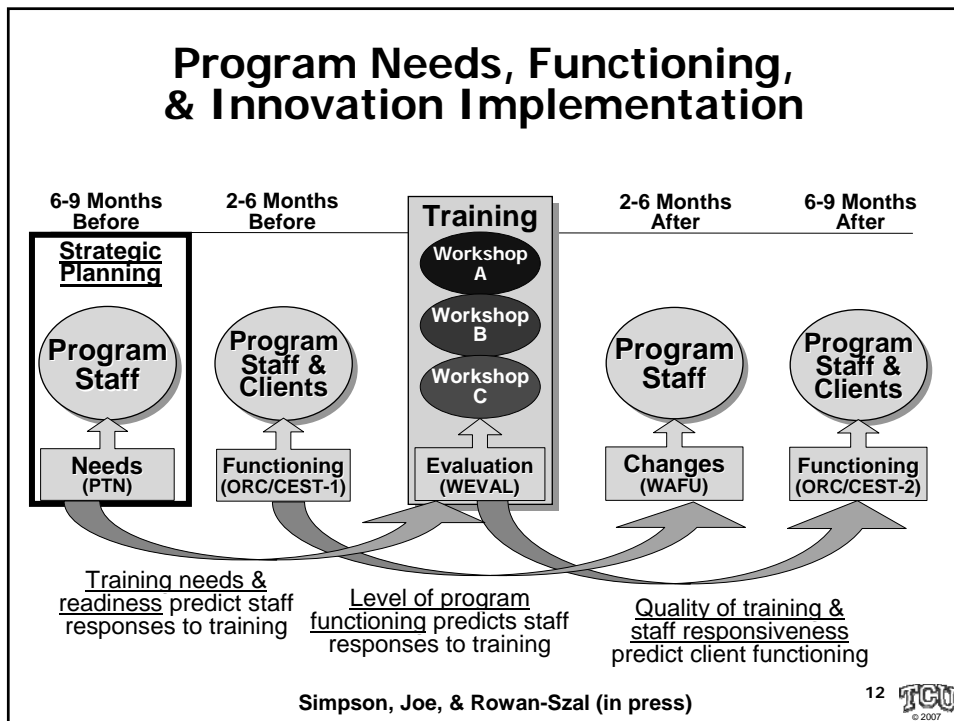 Program Needs, Functioning,
& Innovation Implementation
6-9 Months
Before
2-6 Months
Before
Training
2-6 Months
After
6-9 Months
After
Strategic
Planning
Workshop
A
Workshop
B
Workshop
C
Program
Staff
Program
Staff &
Clients
Program
Staff
Program
Staff &
Clients
Needs
(PTN)
Functioning
(ORC/CEST-1)
Evaluation
(WEVAL)
Changes
(WAFU)
Functioning
(ORC/CEST-2)
Training needs &
readiness predict staff
responses to training
Level of program
functioning predicts staff
responses to training
Quality of training &
staff responsiveness
predict client functioning
Simpson, Joe, & Rowan-Szal (in press)
12
TCU
© 2007